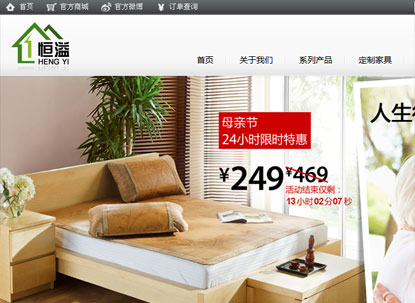 首页 官方商城 官方微博 订单查询
恒溢
HENG YI
首页 关于我们 系列产品 定制家具
母亲节
24小时限时特惠
¥249 ¥469
活动结束仅剩：
13小时02分07秒
人生